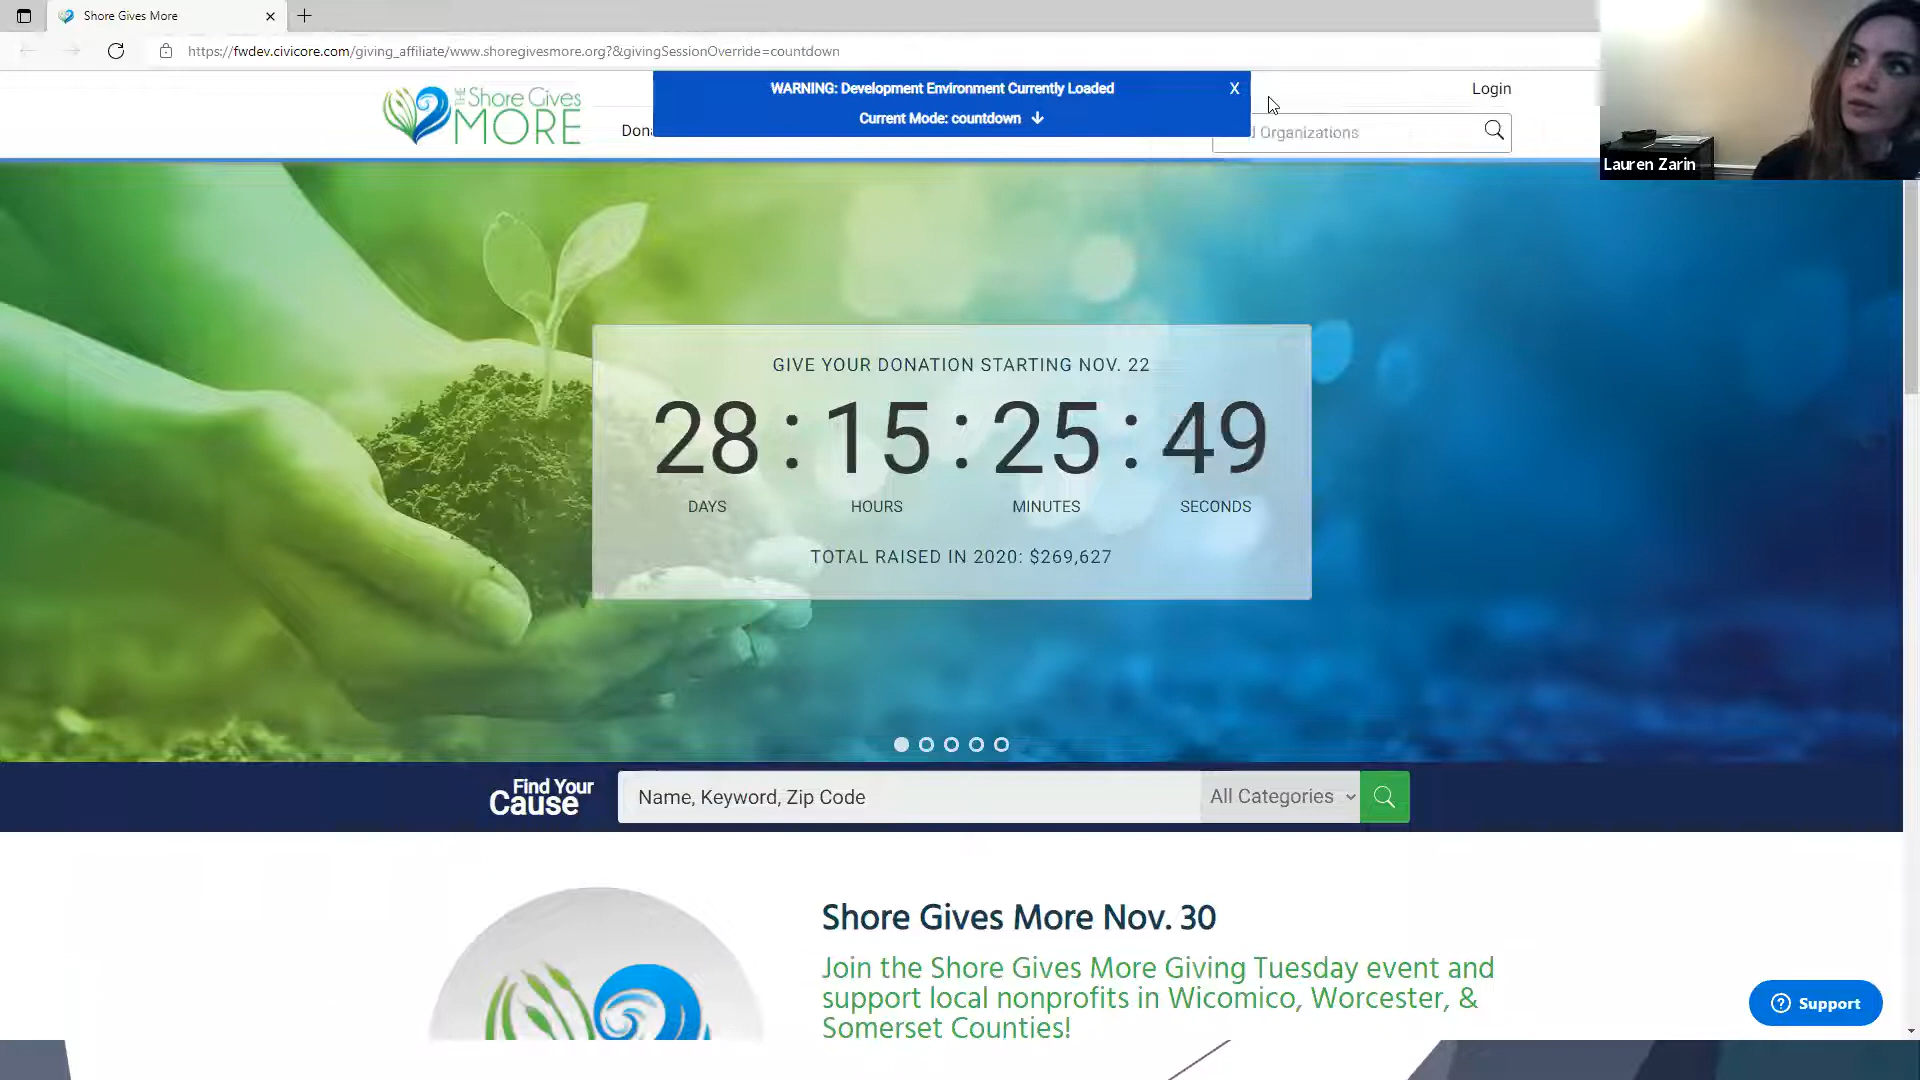 Shore Gives More
https://fwdev.civicore.com/giving_affiliate/www.shoregivesmore.org?&givingSessionOverride=countdown
THE Shore Gives
MORE
Dona
WARNING: Development Environment Currently Loaded
X
Current Mode: countdown
Login
d Organizations
Lauren Zarin
GIVE YOUR DONATION STARTING NOV. 22
28 : 15 : 25 : 49
DAYS HOURS MINUTES SECONDS
TOTAL RAISED IN 2020: $269,627
Find Your
Cause
Name, Keyword, Zip Code
All Categories
Shore Gives More Nov. 30
Join the Shore Gives More Giving Tuesday event and
support local nonprofits in Wicomico, Worcester, &
Somerset Counties!
Support